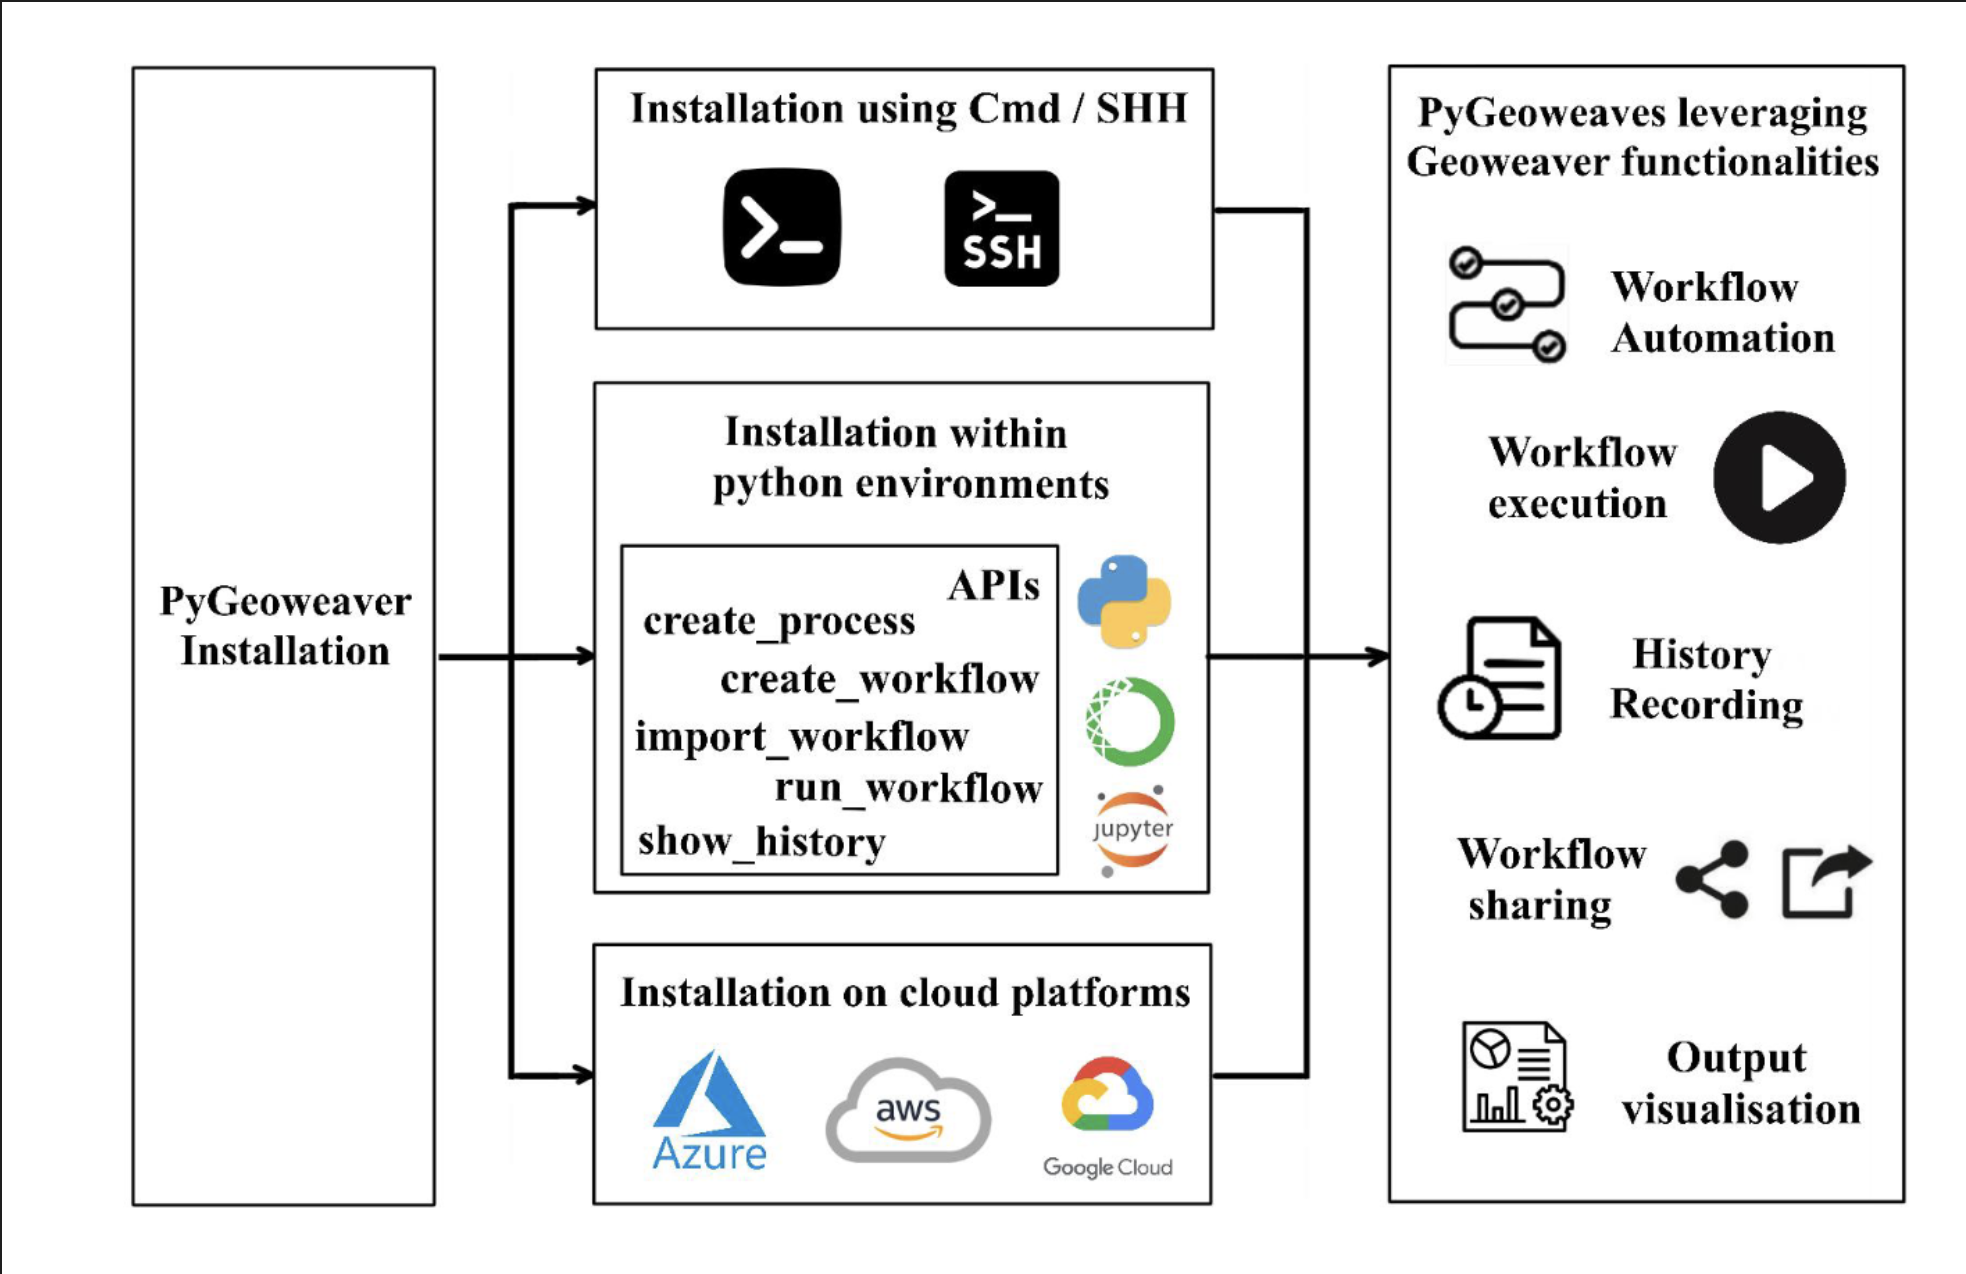 PyGeoweaver
Installation
Installation using Cmd / SHH
>_
>_
SSH
Installation within
python environments
APIs
create_process
create_workflow
import_workflow
run_workflow
show_history
jupyter
Installation on cloud platforms
Azure
aws
Google Cloud
PyGeoweaves leveraging
Geoweaver functionalities
Workflow
Automation
Workflow
execution
History
Recording
Workflow
sharing
Output
visualisation